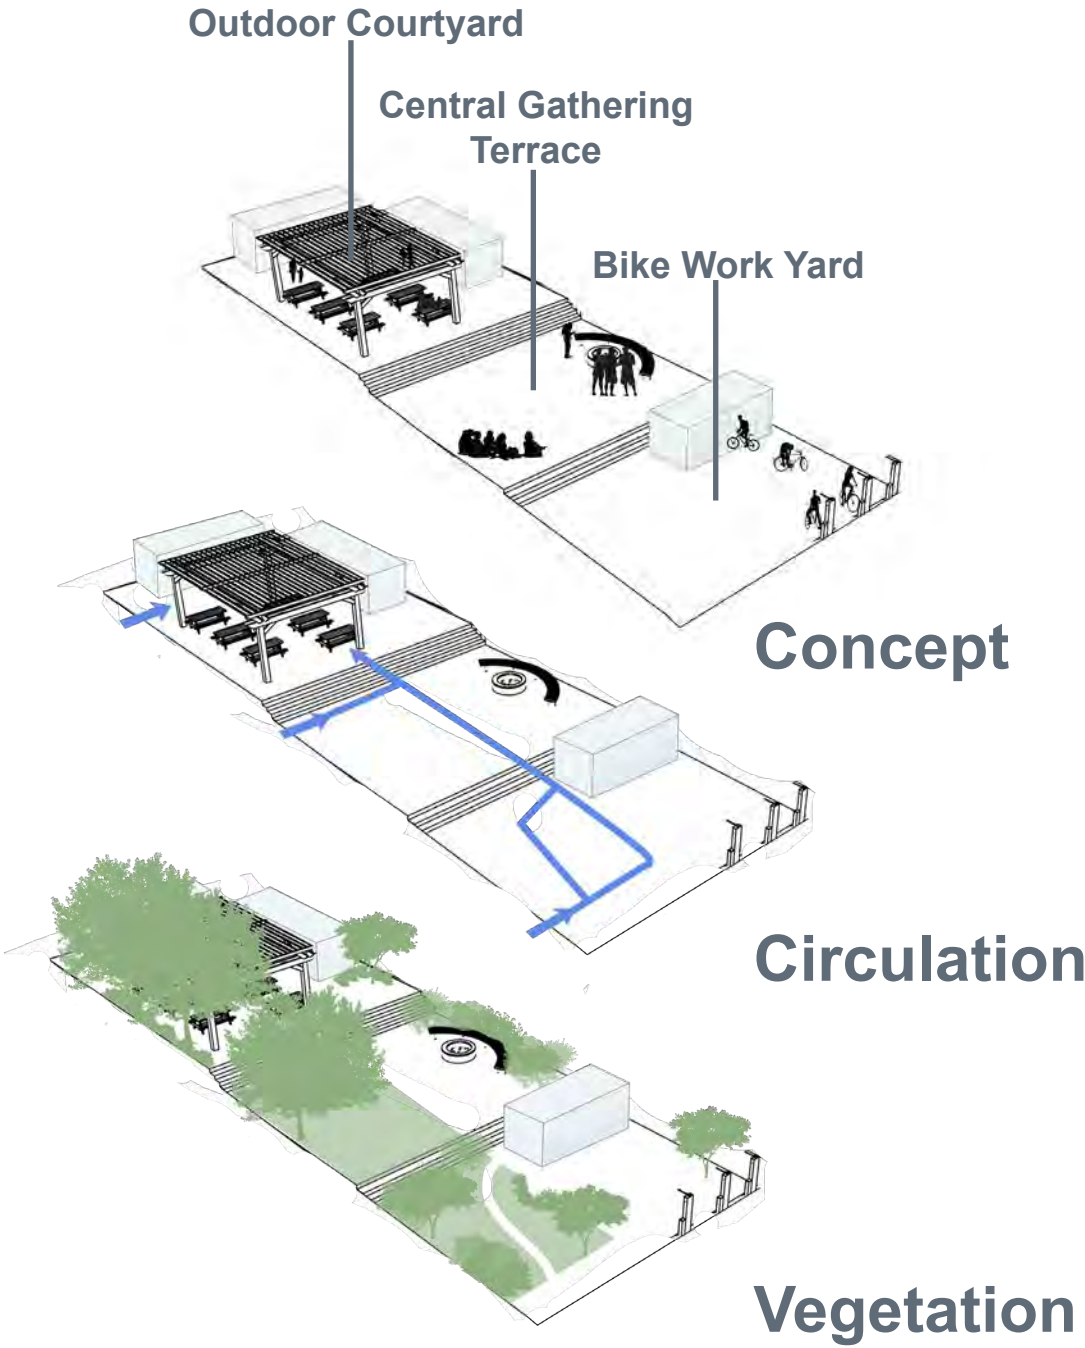 Outdoor Courtyard
Central Gathering
Terrace
Bike Work Yard
Concept
Circulation
Vegetation